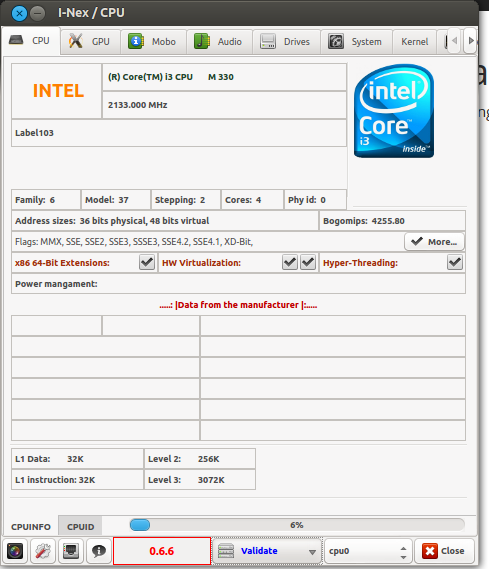 I-Nex / CPU
CPU GPU Mobo Audio Drives System Kernel
INTEL
(R) Core(TM) i3 CPU M 330
2133.000 MHz
Label103
intel
Core™
i3
inside™
Family: 6 Model: 37 Stepping: 2 Cores: 4 Phy id: 0
Address sizes: 36 bits physical, 48 bits virtual Bogomips: 4255.80
Flags: MMX, SSE, SSE2, SSE3, SSSE3, SSE4.2, SSE4.1, XD-Bit, More...
x86 64-Bit Extensions: HW Virtualization: Hyper-Threading:
Power mangament:
.....: |Data from the manufacturer |:.....
L1 Data: 32K Level 2: 256K
L1 instruction: 32K Level 3: 3072K
CPUINFO CPUID 6%
0.6.6 Validate cpu0 Close